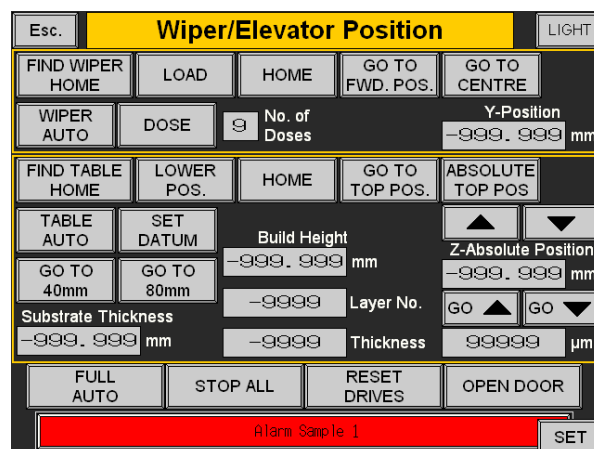 Esc.
Wiper/Elevator Position
LIGHT
FIND WIPER
HOME
LOAD
HOME
GO TO
FWD. POS.
GO TO
CENTRE
WIPER
AUTO
DOSE
9
No. of
Doses
Y-Position
-999.999 mm
FIND TABLE
HOME
LOWER
POS.
HOME
GO TO
TOP POS.
ABSOLUTE
TOP POS
TABLE
AUTO
SET
DATUM
Build Height
-999.999 mm
Z-Absolute Position
-999.999 mm
GO TO
40mm
GO TO
80mm
-9999 Layer No.
GO
GO
Substrate Thickness
-999.999 mm
-9999 Thickness
99999 µm
FULL
AUTO
STOP ALL
RESET
DRIVES
OPEN DOOR
Alarm Sample 1
SET